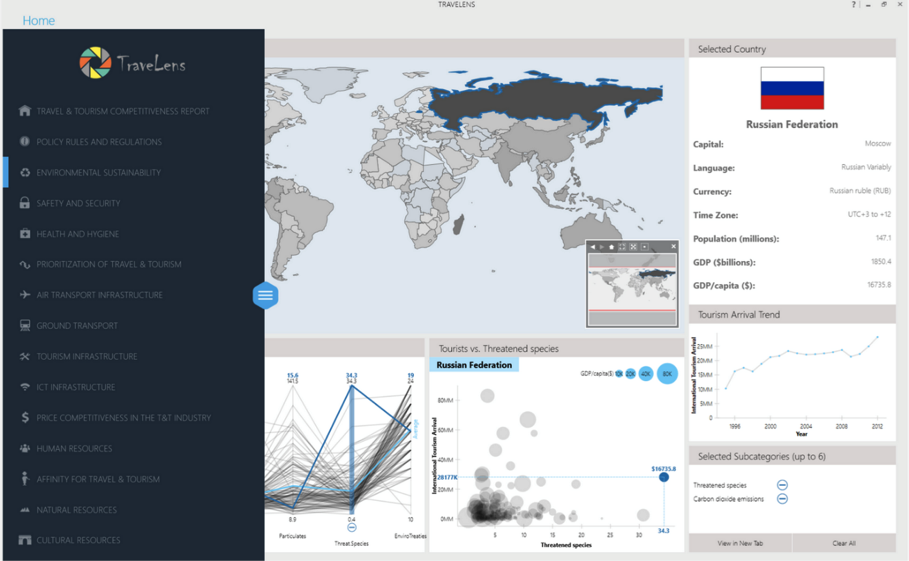 TRAVELENS
?
Home
TraveLens
TRAVEL & TOURISM COMPETITIVENESS REPORT
POLICY RULES AND REGULATIONS
ENVIRONMENTAL SUSTAINABILITY
SAFETY AND SECURITY
HEALTH AND HYGIENE
PRIORITIZATION OF TRAVEL & TOURISM
AIR TRANSPORT INFRASTRUCTURE
GROUND TRANSPORT
TOURISM INFRASTRUCTURE
ICT INFRASTRUCTURE
PRICE COMPETITIVENESS IN THE T&T INDUSTRY
HUMAN RESOURCES
AFFINITY FOR TRAVEL & TOURISM
NATURAL RESOURCES
CULTURAL RESOURCES
15.6 34.3 19
141.5 34.3 24
Average
8.9 0.4 10
Particulates Threat.Species EnviroTreaties
Tourists vs. Threatened species
Russian Federation
GDP/capita($) 10K 20K 40K 80K
International Tourism Arrival
80MM
60MM
40MM
28177K
20MM
0MM
$16735.8
5 10 15 20 25 30
34.3
Threatened species
Selected Country
Russian Federation
Capital: Moscow
Language: Russian Variably
Currency: Russian ruble (RUB)
Time Zone: UTC+3 to +12
Population (millions): 147.1
GDP ($billions): 1850.4
GDP/capita ($): 16735.8
Tourism Arrival Trend
International Tourism Arrival
25MM
20MM
15MM
10MM
5MM
0
1996 2000 2004 2008 2012
Year
Selected Subcategories (up to 6)
Threatened species
Carbon dioxide emissions
View in New Tab Clear All